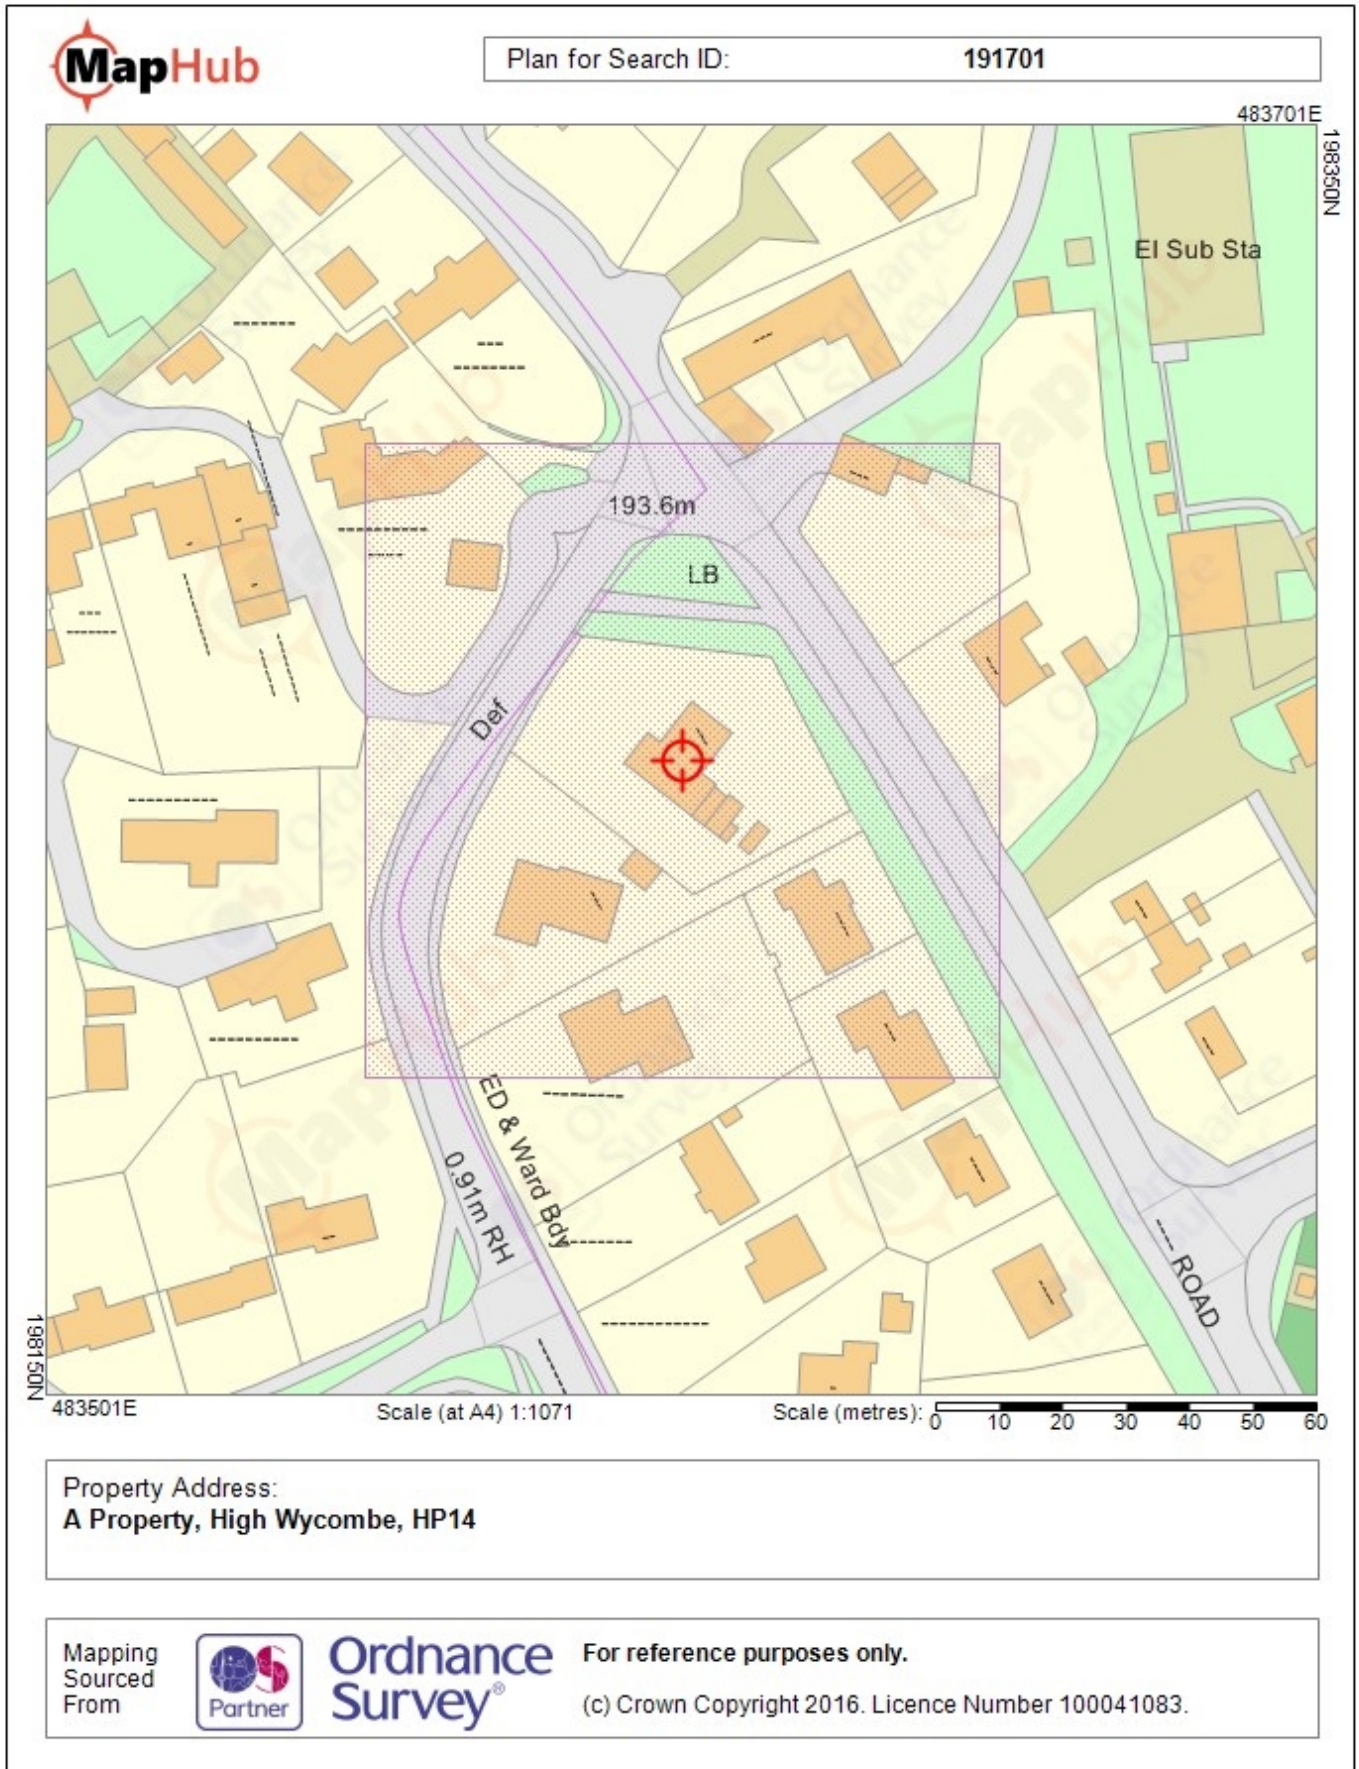 MapHub
Plan for Search ID: 191701
483701E
198350N
El Sub Sta
193.6m
LB
Def
ED & Ward Bdy
0.91m RH
ROAD
198150N
483501E
Scale (at A4) 1:1071
Scale (metres): 0 10 20 30 40 50 60
Property Address:
A Property, High Wycombe, HP14
Mapping
Sourced
From
Partner
Ordnance
Survey®
For reference purposes only.
(c) Crown Copyright 2016. Licence Number 100041083.